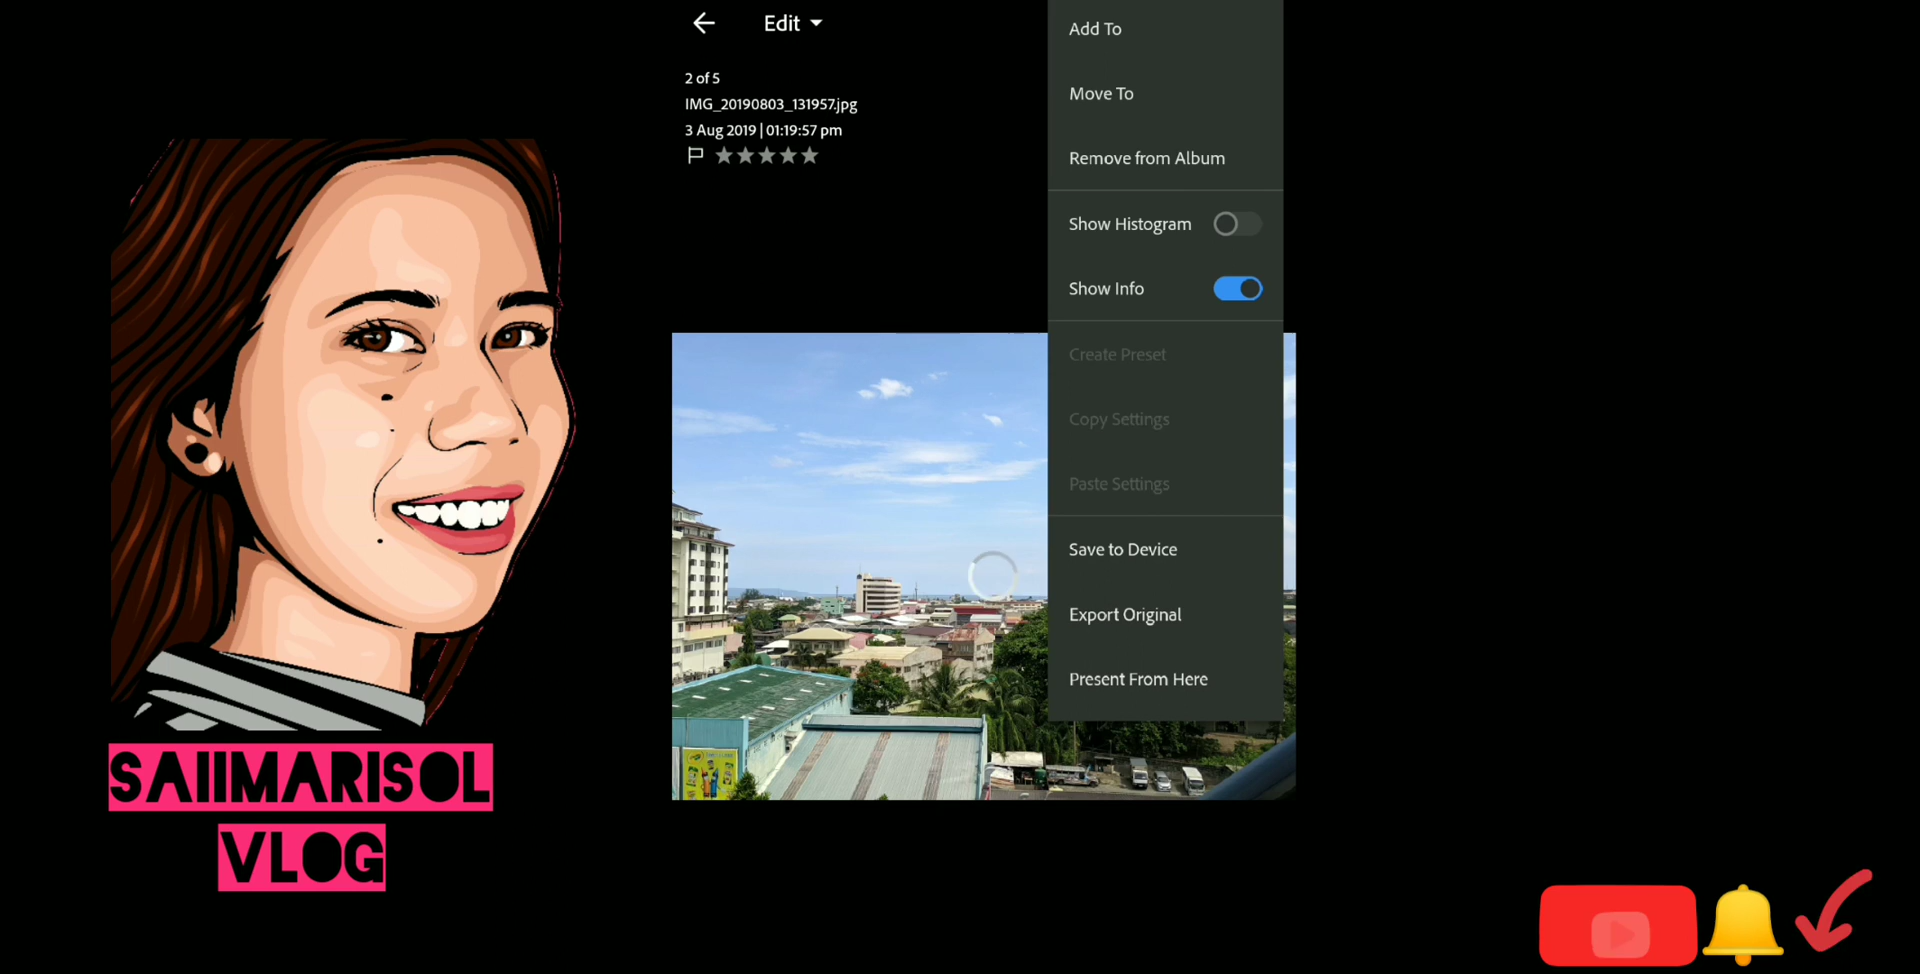 Edit
2 of 5
IMG_20190803_131957.jpg
3 Aug 2019 | 01:19:57 pm
Add To
Move To
Remove from Album
Show Histogram
Show Info
Create Preset
Copy Settings
Paste Settings
Save to Device
Export Original
Present From Here
SAIIMARISOL
VLOG